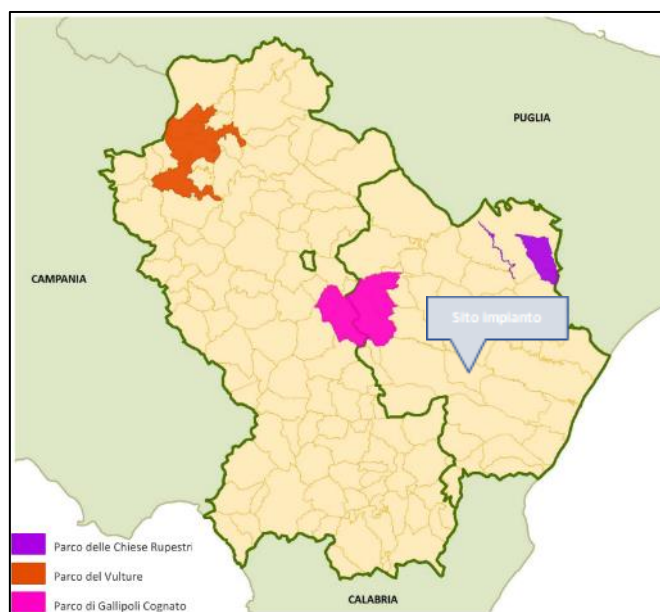 PUGLIA
CAMPANIA
Sito Impianto
Parco delle Chiese Rupestri
Parco del Vulture
Parco di Gallipoli Cognato
CALABRIA